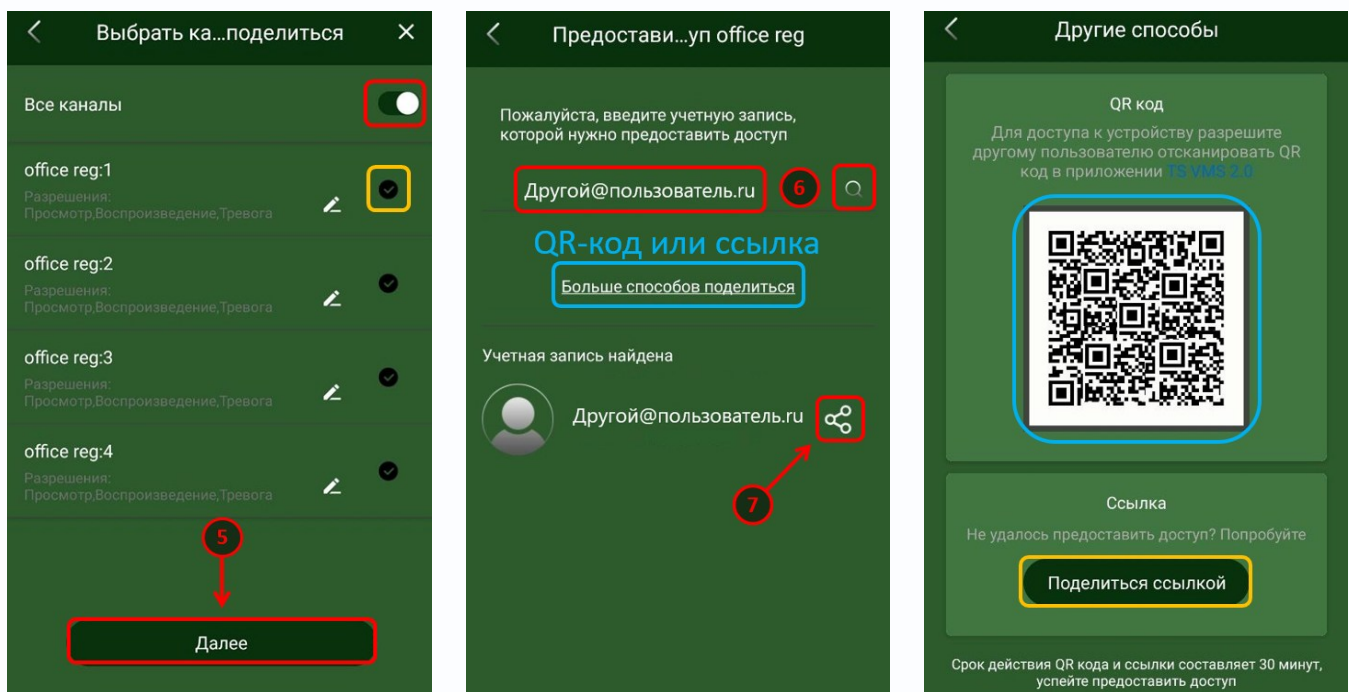 Выбрать ка...поделиться
Все каналы
office reg:1
Разрешения:
Просмотр,Воспроизведение,Тревога
office reg:2
Разрешения:
Просмотр,Воспроизведение,Тревога
office reg:3
Разрешения:
Просмотр,Воспроизведение,Тревога
office reg:4
Разрешения:
Просмотр,Воспроизведение,Тревога
5
Далее
Предостави...уп office reg
Пожалуйста, введите учетную запись,
которой нужно предоставить доступ
Другой@пользователь.ru
6
QR-код или ссылка
Больше способов поделиться
Учетная запись найдена
Другой@пользователь.ru
7
Другие способы
QR код
Для доступа к устройству разрешите
другому пользователю отсканировать QR
код в приложении TS VMS 2.0
Ссылка
Не удалось предоставить доступ? Попробуйте
Поделиться ссылкой
Срок действия QR кода и ссылки составляет 30 минут,
успейте предоставить доступ